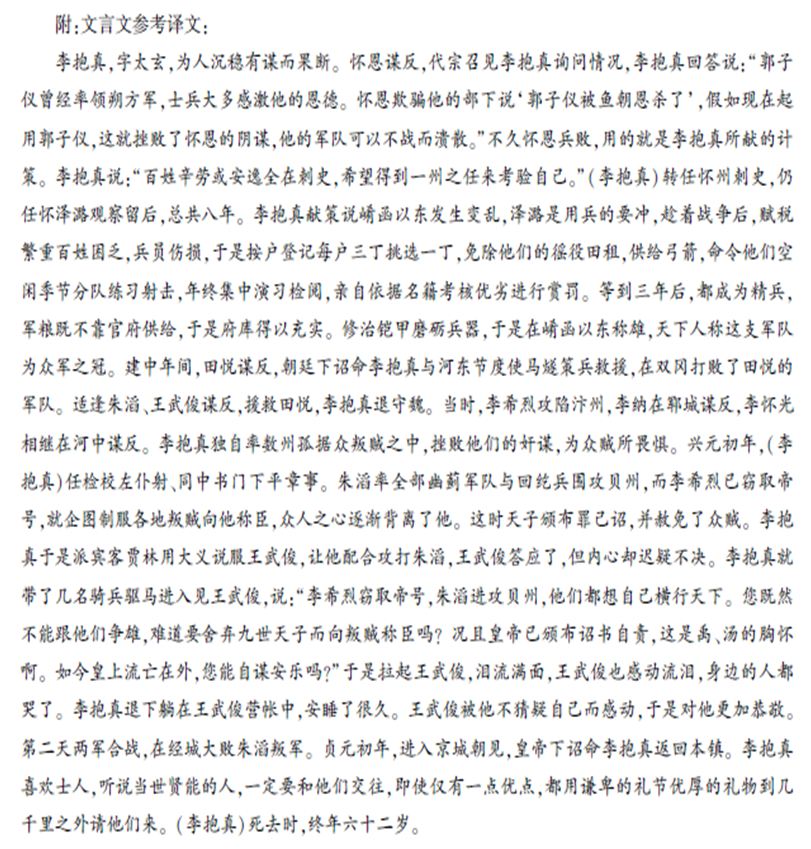 附:文言文参考译文:
李抱真,字太玄,为人沉稳有谋而果断。怀恩谋反,代宗召见李抱真询问情况,李抱真回答说:“郭子
仪曾经率领朔方军,士兵大多感激他的恩德。怀恩欺骗他的部下说‘郭子仪被鱼朝恩杀了’,假如现在起
用郭子仪,这就挫败了怀恩的阴谋,他的军队可以不战而溃散。”不久怀恩兵败,用的就是李抱真所献的计
策。李抱真说:“百姓辛劳或安逸全在刺史,希望得到一州之任来考验自己。”(李抱真)转任怀州刺史,仍
任怀泽潞观察留后,总共八年。李抱真献策说崤函以东发生变乱,泽潞是用兵的要冲,趁着战争后,赋税
繁重百姓困乏,兵员伤损,于是按户登记每户三丁挑选一丁,免除他们的徭役田租,供给弓箭,命令他们空
闲季节分队练习射击,年终集中演习检阅,亲自依据名籍考核优劣进行赏罚。等到三年后,都成为精兵,
军粮既不靠官府供给,于是府库得以充实。修治铠甲磨砺兵器,于是在崤函以东称雄,天下人称这支军队
为众军之冠。建中年间,田悦谋反,朝廷下诏命李抱真与河东节度使马燧策兵救援,在双冈打败了田悦的
军队。适逢朱滔、王武俊谋反,援救田悦,李抱真退守魏。当时,李希烈攻陷汴州,李纳在郓城谋反,李怀光
相继在河中谋反。李抱真独自率数州孤据众叛贼之中,挫败他们的奸谋,为众贼所畏惧。兴元初年,(李
抱真)任检校左仆射、同中书门下平章事。朱滔率全部幽蓟军队与回纥兵围攻贝州,而李希烈已窃取帝
号,就企图制服各地叛贼向他称臣,众人之心逐渐背离了他。这时天子颁布罪己诏,并赦免了众贼。李抱
真于是派宾客贾林用大义说服王武俊,让他配合攻打朱滔,王武俊答应了,但内心却迟疑不决。李抱真就
带了几名骑兵驱马进入见王武俊,说:“李希烈窃取帝号,朱滔进攻贝州,他们都想自己横行天下。您既然
不能跟他们争雄,难道要舍弃九世天子而向叛贼称臣吗?况且皇帝已颁布诏书自责,这是禹、汤的胸怀
啊。如今皇上流亡在外,您能自谋安乐吗?”于是拉起王武俊,泪流满面,王武俊也感动流泪,身边的人都
哭了。李抱真退下躺在王武俊营帐中,安睡了很久。王武俊被他不猜疑自己而感动,于是对他更加恭敬。
第二天两军合战,在经城大败朱滔叛军。贞元初年,进入京城朝见,皇帝下诏命李抱真返回本镇。李抱真
喜欢士人,听说当世贤能的人,一定要和他们交往,即使仅有一点优点,都用谦卑的礼节优厚的礼物到几
千里之外请他们来。(李抱真)死去时,终年六十二岁。